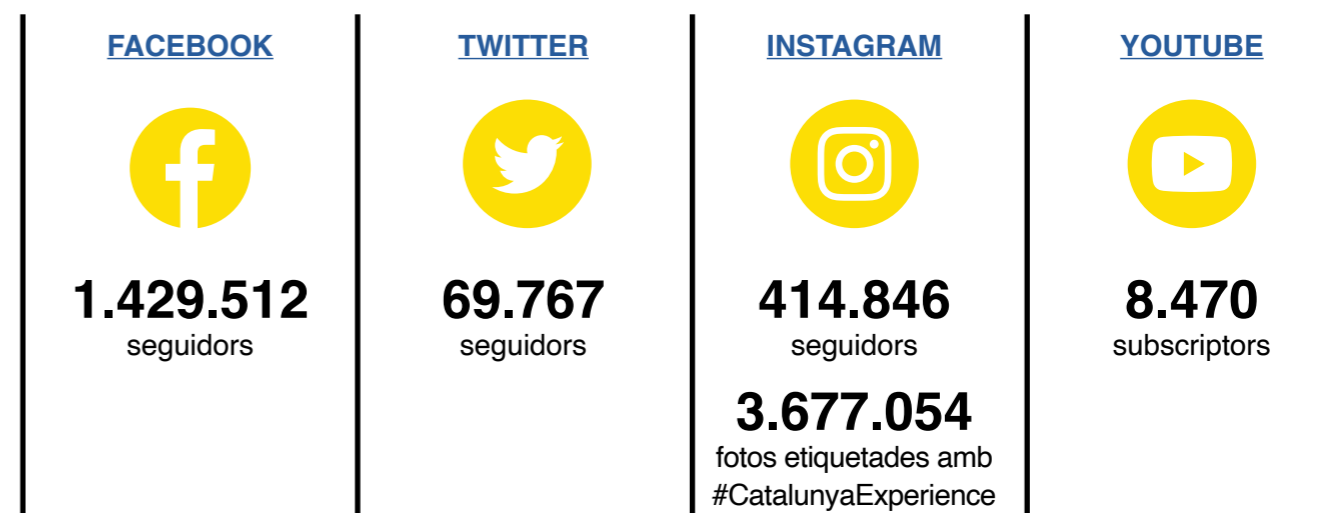 FACEBOOK
1.429.512
seguidors
TWITTER
69.767
seguidors
INSTAGRAM
414.846
seguidors
3.677.054
fotos etiquetades amb
#CatalunyaExperience
YOUTUBE
8.470
subscriptors